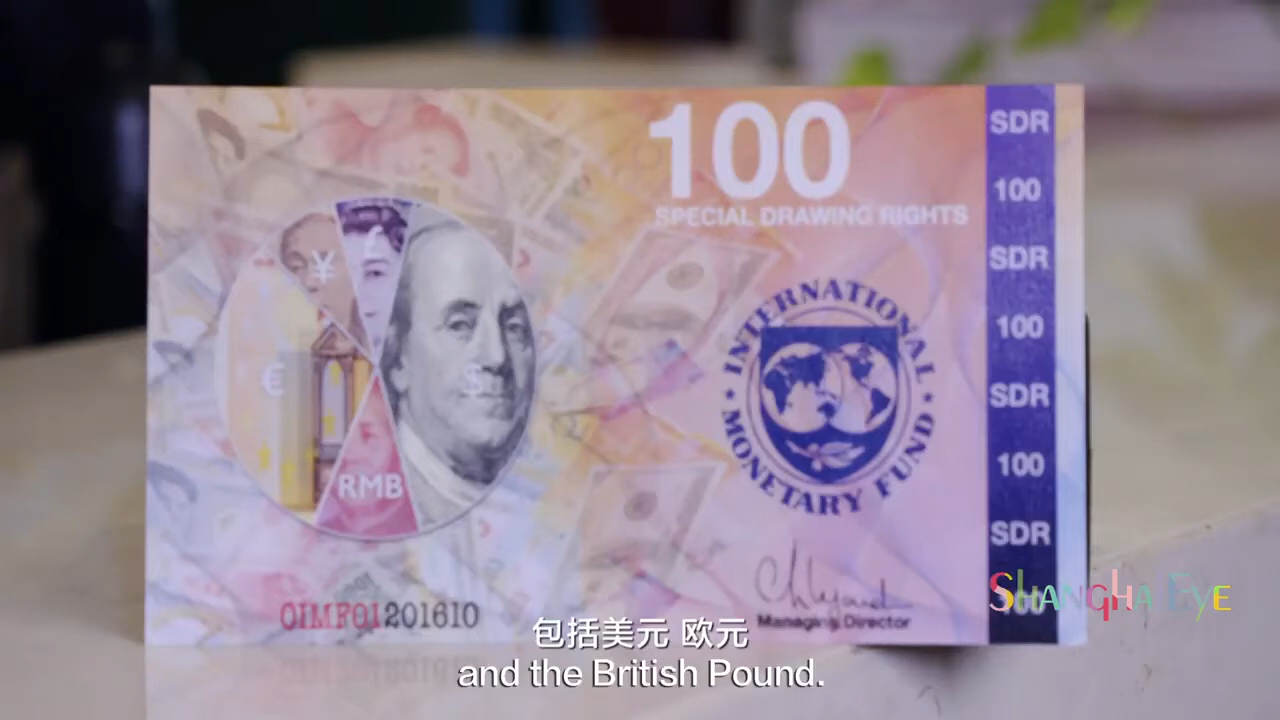 100
SPECIAL DRAWING RIGHTS
SDR
100
SDR
100
SDR
100
SDR
100
¥
£
€
$
RMB
· INTERNATIONAL ·
MONETARY FUND
Managing Director
OIMF01201610
Shanghai Eye
包括美元 欧元
and the British Pound.